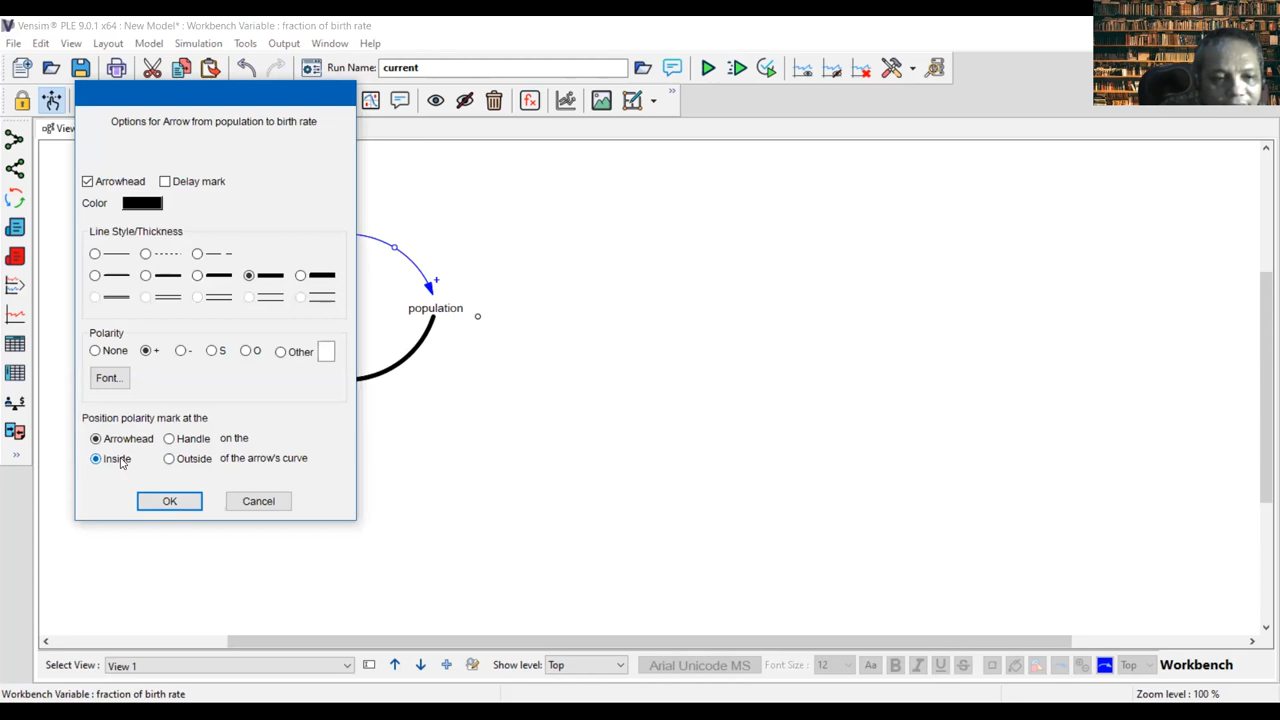 Vensim® PLE 9.0.1 x64 : New Model* : Workbench Variable : fraction of birth rate
File Edit View Layout Model Simulation Tools Output Window Help
Run Name: current
fx
View
Options for Arrow from population to birth rate
Arrowhead Delay mark
Color
Line Style/Thickness
+
population
Polarity
None + - S O Other
Font...
Position polarity mark at the
Arrowhead Handle on the
Inside Outside of the arrow's curve
OK Cancel
Select View : View 1 Show level: Top Arial Unicode MS Font Size : 12 Aa B I U S Top Workbench
Workbench Variable : fraction of birth rate Zoom level : 100 %